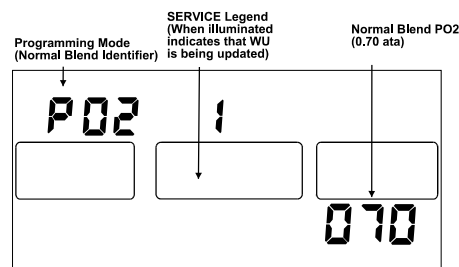 Programming Mode
(Normal Blend Identifier)
SERVICE Legend
(When illuminated
indicates that WU
is being updated)
Normal Blend PO2
(0.70 ata)
PO2 1
070